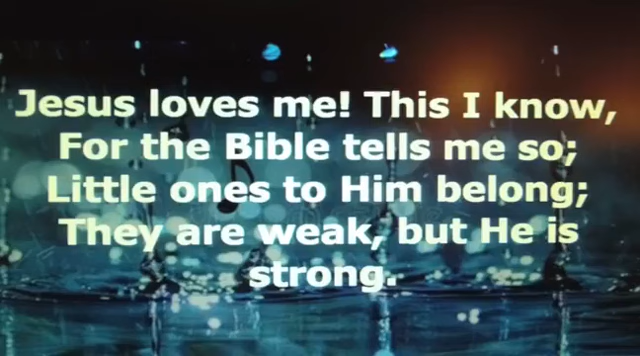 Jesus loves me! This I know,
For the Bible tells me so;
Little ones to Him belong;
They are weak, but He is
strong.